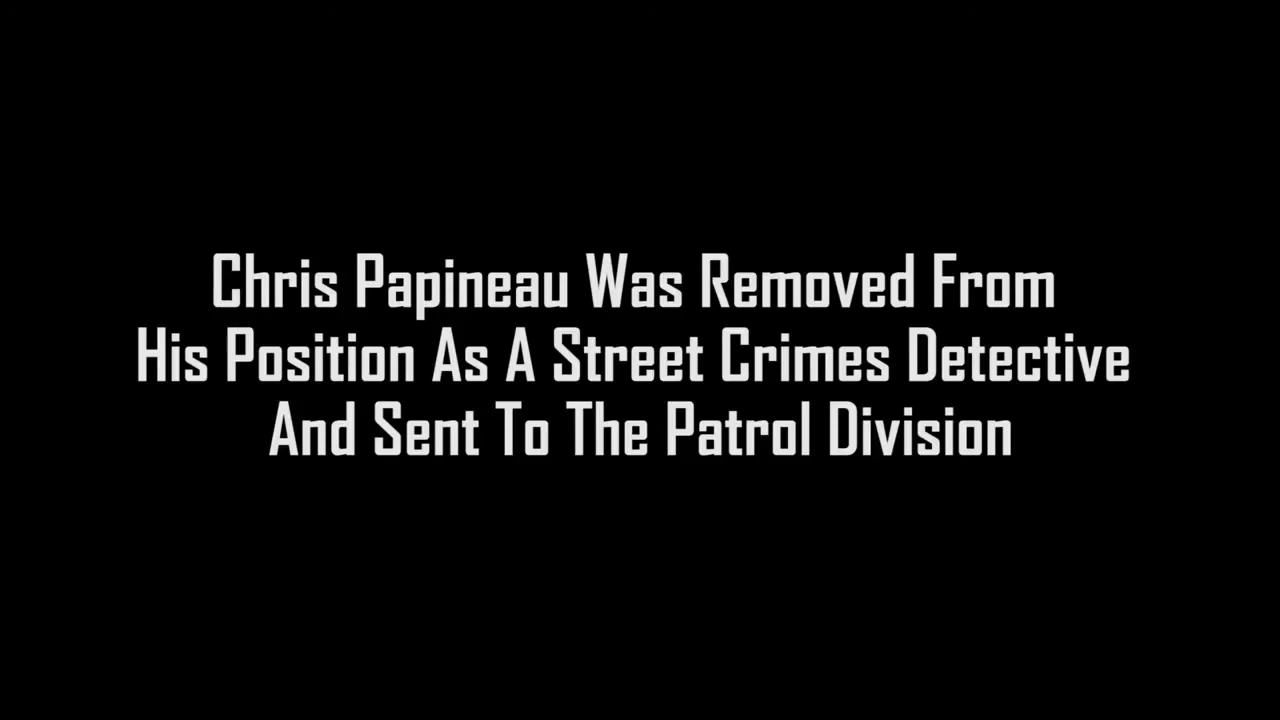 Chris Papineau Was Removed From
His Position As A Street Crimes Detective
And Sent To The Patrol Division